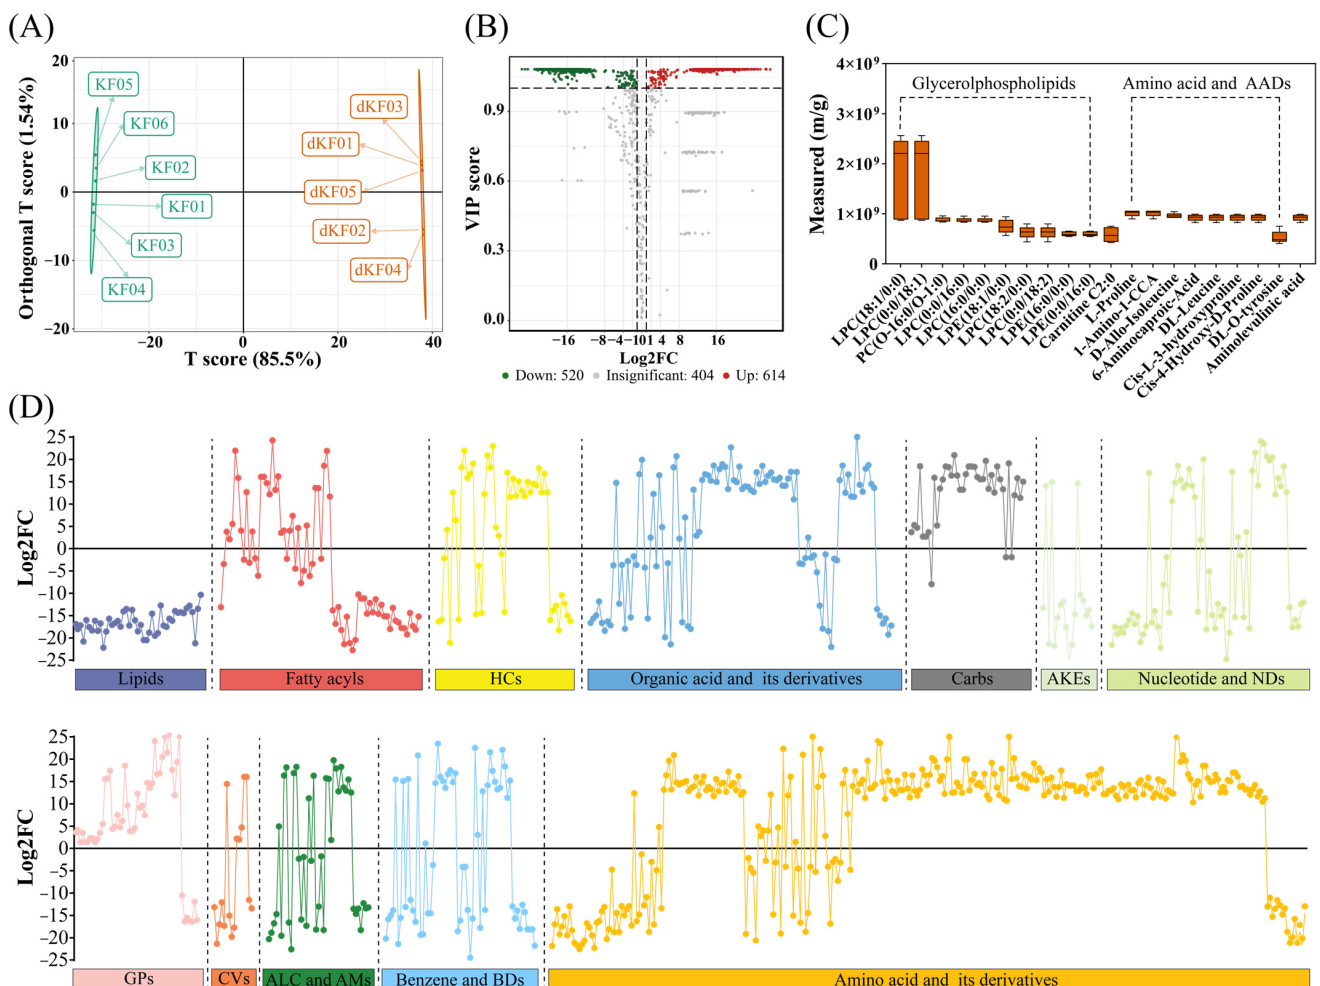 (A)
Orthogonal T score (1.54%)
20
10
0
−10
−20
KF05
KF06
KF02
KF01
KF03
KF04
dKF03
dKF01
dKF05
dKF02
dKF04
−20
0
20
40
T score (85.5%)
(B)
VIP score
0.9
0.6
0.3
0.0
−16
−8
−4
−1
0
1
4
8
16
Log2FC
Down: 520
Insignificant: 404
Up: 614
(C)
Measured (m/g)
4×10⁹
3×10⁹
2×10⁹
1×10⁹
0
Glycerolphospholipids
Amino acid and AADs
LPC(18:1/0:0)
LPC(0:0/18:1)
PC(O-16:0/O-1:0)
LPC(0:0/16:0)
LPC(16:0/0:0)
LPE(18:1/0:0)
LPC(18:2/0:0)
LPC(0:0/18:2)
LPE(16:0/0:0)
LPE(0:0/16:0)
Carnitine C2:0
L-Proline
1-Amino-1-CCA
D-Allo-Isoleucine
6-Aminocaproic-Acid
DL-Leucine
Cis-L-3-hydroxyproline
Cis-4-Hydroxy-D-Proline
DL-O-tyrosine
Aminolevulinic acid
(D)
Log2FC
25
20
15
10
5
0
−5
−10
−15
−20
−25
Lipids
Fatty acyls
HCs
Organic acid and its derivatives
Carbs
AKEs
Nucleotide and NDs
Log2FC
25
20
15
10
5
0
−5
−10
−15
−20
−25
GPs
CVs
ALC and AMs
Benzene and BDs
Amino acid and its derivatives